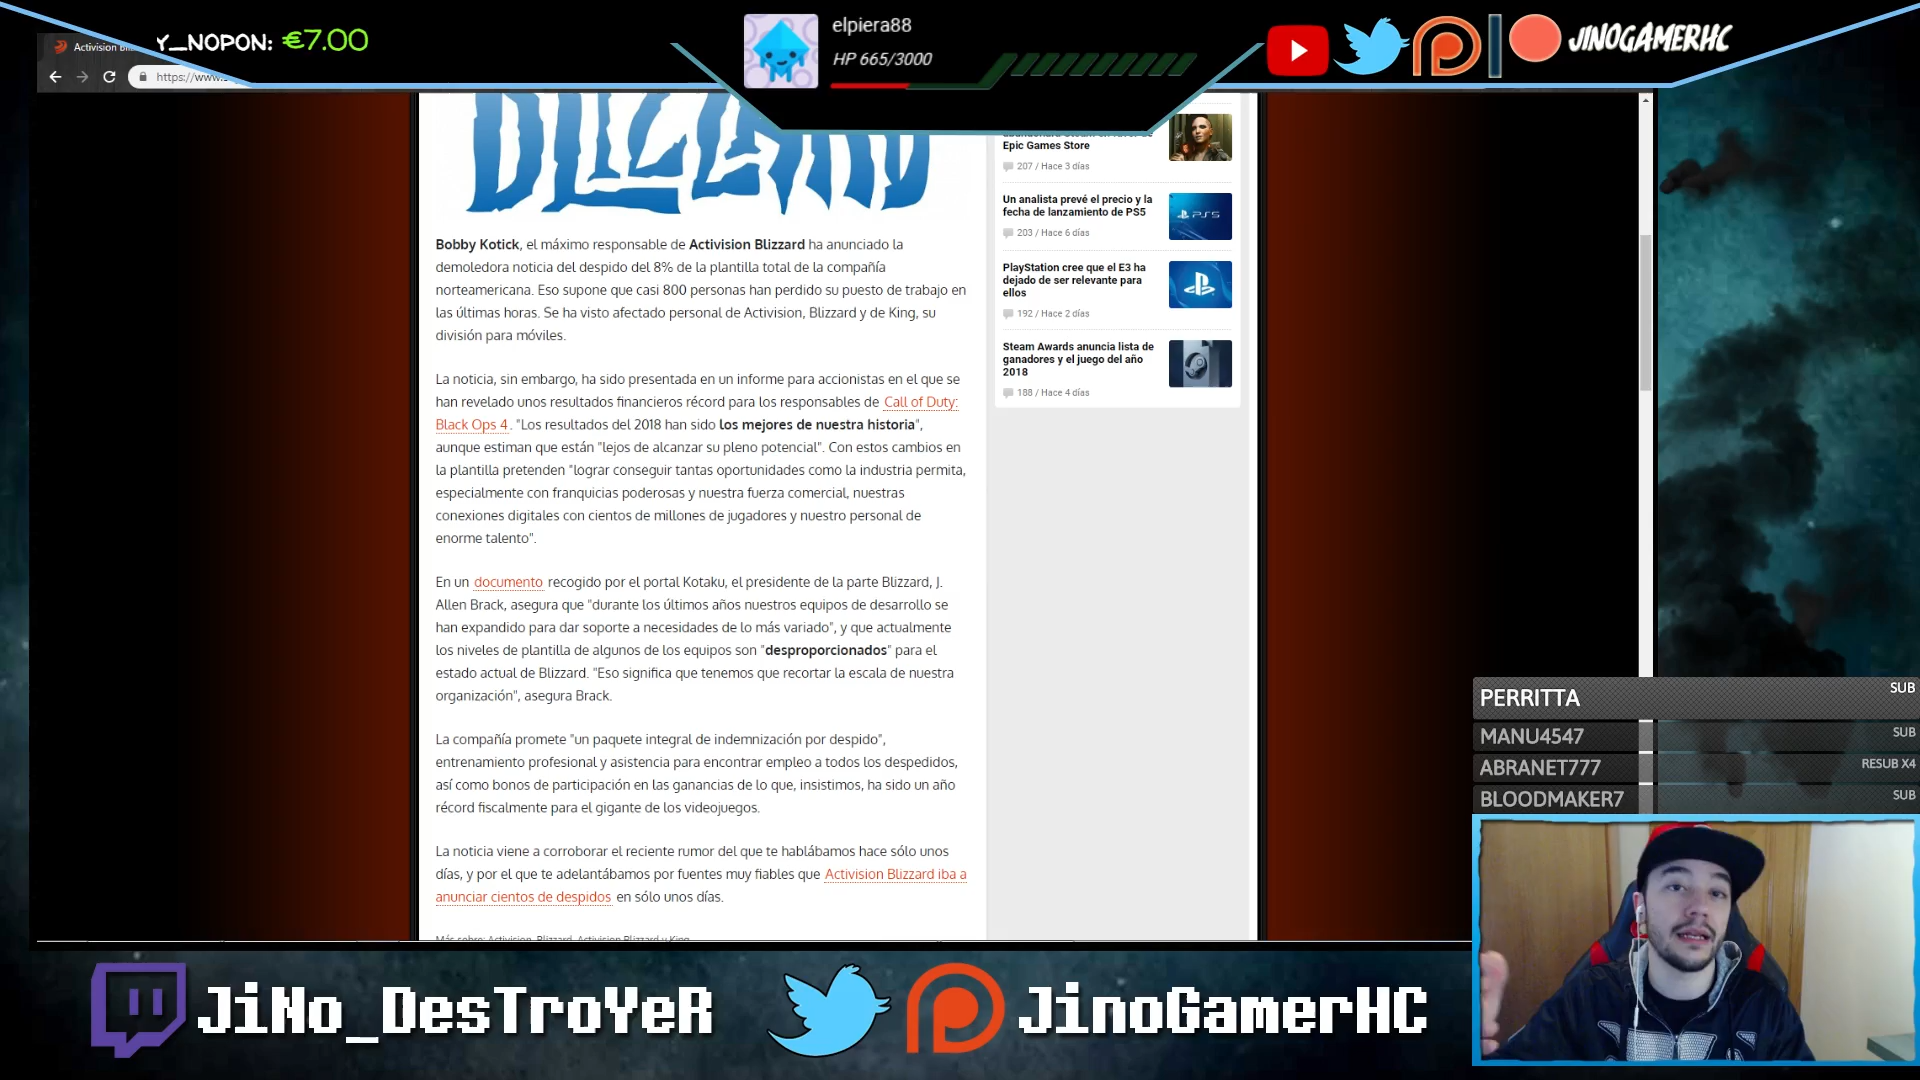 Y_NOPON: €7.00
elpiera88
HP 665/3000
JINOGAMERHC
Activision
https://www.
BLIZZARD
Bobby Kotick, el máximo responsable de Activision Blizzard ha anunciado la
demoledora noticia del despido del 8% de la plantilla total de la compañía
norteamericana. Eso supone que casi 800 personas han perdido su puesto de trabajo en
las últimas horas. Se ha visto afectado personal de Activision, Blizzard y de King, su
división para móviles.
La noticia, sin embargo, ha sido presentada en un informe para accionistas en el que se
han revelado unos resultados financieros récord para los responsables de Call of Duty:
Black Ops 4. "Los resultados del 2018 han sido los mejores de nuestra historia",
aunque estiman que están "lejos de alcanzar su pleno potencial". Con estos cambios en
la plantilla pretenden "lograr conseguir tantas oportunidades como la industria permita,
especialmente con franquicias poderosas y nuestra fuerza comercial, nuestras
conexiones digitales con cientos de millones de jugadores y nuestro personal de
enorme talento".
En un documento recogido por el portal Kotaku, el presidente de la parte Blizzard, J.
Allen Brack, asegura que "durante los últimos años nuestros equipos de desarrollo se
han expandido para dar soporte a necesidades de lo más variado", y que actualmente
los niveles de plantilla de algunos de los equipos son "desproporcionados" para el
estado actual de Blizzard. "Eso significa que tenemos que recortar la escala de nuestra
organización", asegura Brack.
La compañía promete "un paquete integral de indemnización por despido",
entrenamiento profesional y asistencia para encontrar empleo a todos los despedidos,
así como bonos de participación en las ganancias de lo que, insistimos, ha sido un año
récord fiscalmente para el gigante de los videojuegos.
La noticia viene a corroborar el reciente rumor del que te hablábamos hace sólo unos
días, y por el que te adelantábamos por fuentes muy fiables que Activision Blizzard iba a
anunciar cientos de despidos en sólo unos días.
Más sobre: Activision, Blizzard, Activision Blizzard y King
Epic Games Store
207 / Hace 3 días
Un analista prevé el precio y la
fecha de lanzamiento de PS5
203 / Hace 6 días
PS5
PlayStation cree que el E3 ha
dejado de ser relevante para
ellos
192 / Hace 2 días
Steam Awards anuncia lista de
ganadores y el juego del año
2018
188 / Hace 4 días
PERRITTA SUB
MANU4547 SUB
ABRANET777 RESUB X4
BLOODMAKER7 SUB
JiNo_DesTroYeR
JinoGamerHC